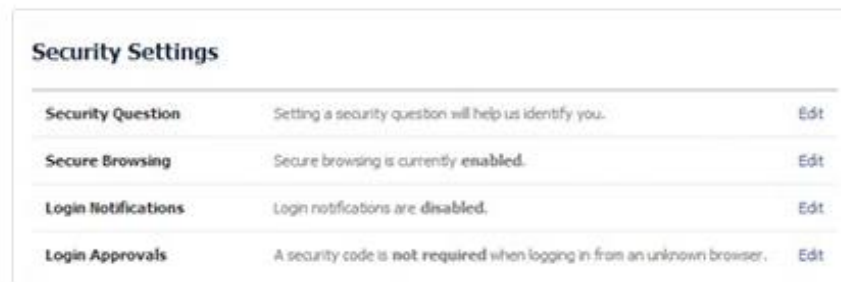 Security Settings
Security Question Setting a security question will help us identify you. Edit
Secure Browsing Secure browsing is currently enabled. Edit
Login Notifications Login notifications are disabled. Edit
Login Approvals A security code is not required when logging in from an unknown browser. Edit